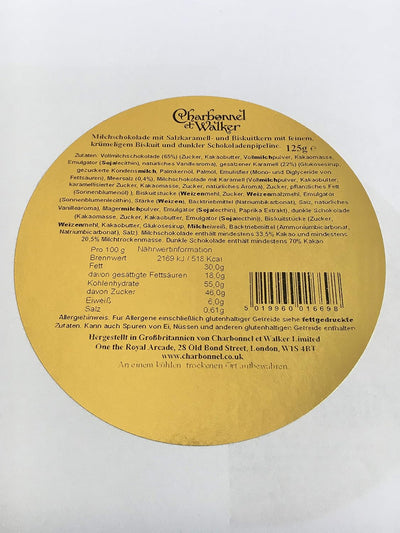 Charbonnel
et Walker
Milchschokolade mit Salzkaramell- und Biskuitkern mit feinem,
krümeligem Biskuit und dunkler Schokoladenpipeline 125g e
Zutaten: Vollmilchschokolade (65%) (Zucker, Kakaobutter, Vollmilchpulver, Kakaomasse,
Emulgator (Sojalecithin), natürliches Vanillearoma), gesalzener Karamell (22%) (Glukosesirup,
gezuckerte Kondensmilch, Palmkernöl, Palmöl, Emulsifier (Mono- und Diglyceride von
Fettsäuren), Meersalz (0,4%), Milchschokolade mit Karamell (Vollmilchpulver, Kakaobutter,
karamellisierter Zucker, Kakaomasse, Zucker, natürliches Aroma), Zucker, pflanzliches Fett
(Sonnenblumenöl), Biskuitstücke (Weizenmehl, Zucker, Butterreinfett, Weizenmalzmehl, Emulgator
(Sonnenblumenlecithin), Stärke (Weizen), Backtriebmittel (Natriumbicarbonat), Salz, natürliches
Vanillearoma), Magermilchpulver, Emulgator (Sojalecithin), Paprika Extrakt), dunkle Schokolade
(Kakaomasse, Zucker, Kakaobutter, Emulgator (Sojalecithing)), Biskuitstücke (Zucker,
Weizenmehl, Kakaobutter, Glukosesirup, Milcheiweiß, Backtriebmittel (Ammoniumbicarbonat,
Natriumbicarbonat), Salz); Milchschokolade enthält mindestens 33.5% Kakao und mindestens
20,5% Milchtrockenmasse. Dunkle Schokolade enthält mindestens 70% Kakao
Pro 100 g Nährwertinformation
Brennwert 2169 kJ / 518 Kcal
Fett 30,0g
davon gesättigte Fettsäuren 18,0g
Kohlenhydrate 55,0g
davon Zucker 46,0g
Eiweiß 6,0g
Salz 0,61g
5 019960 016698
Allergiehinweise: Für Allergene einschließlich glutenhaltiger Getreide siehe fettgedruckte
Zutaten. Kann auch Spuren von Ei, Nüssen und anderen glutenhaltigen Getreide enthalten
Hergestellt in Großbritannien von Charbonnel et Walker Limited
One the Royal Arcade, 28 Old Bond Street, London, W1S 4BT
www.charbonnel.co.uk
An einem kühlen, trockenen Ort aufbewahren.